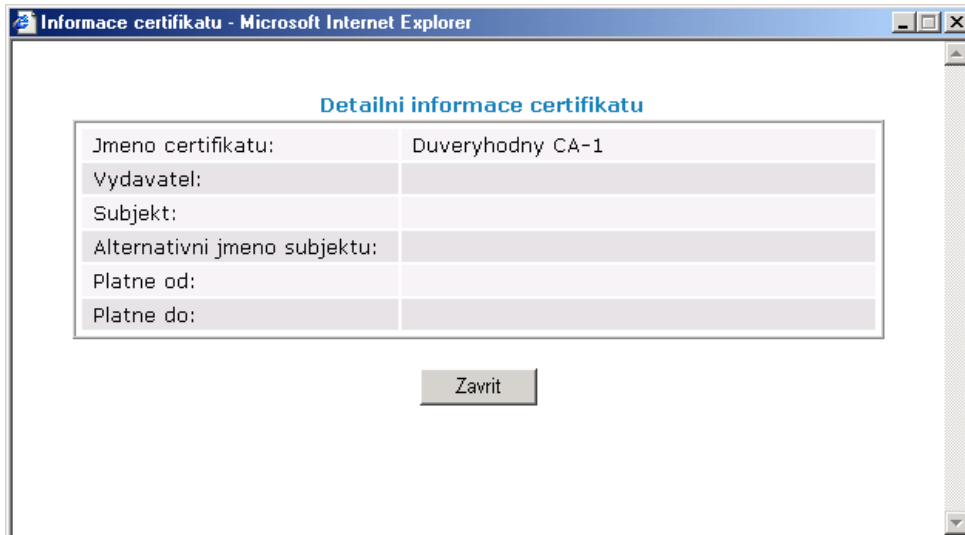 Informace certifikatu - Microsoft Internet Explorer
Detailni informace certifikatu
Jmeno certifikatu: Duveryhodny CA-1
Vydavatel:
Subjekt:
Alternativni jmeno subjektu:
Platne od:
Platne do:
Zavrit